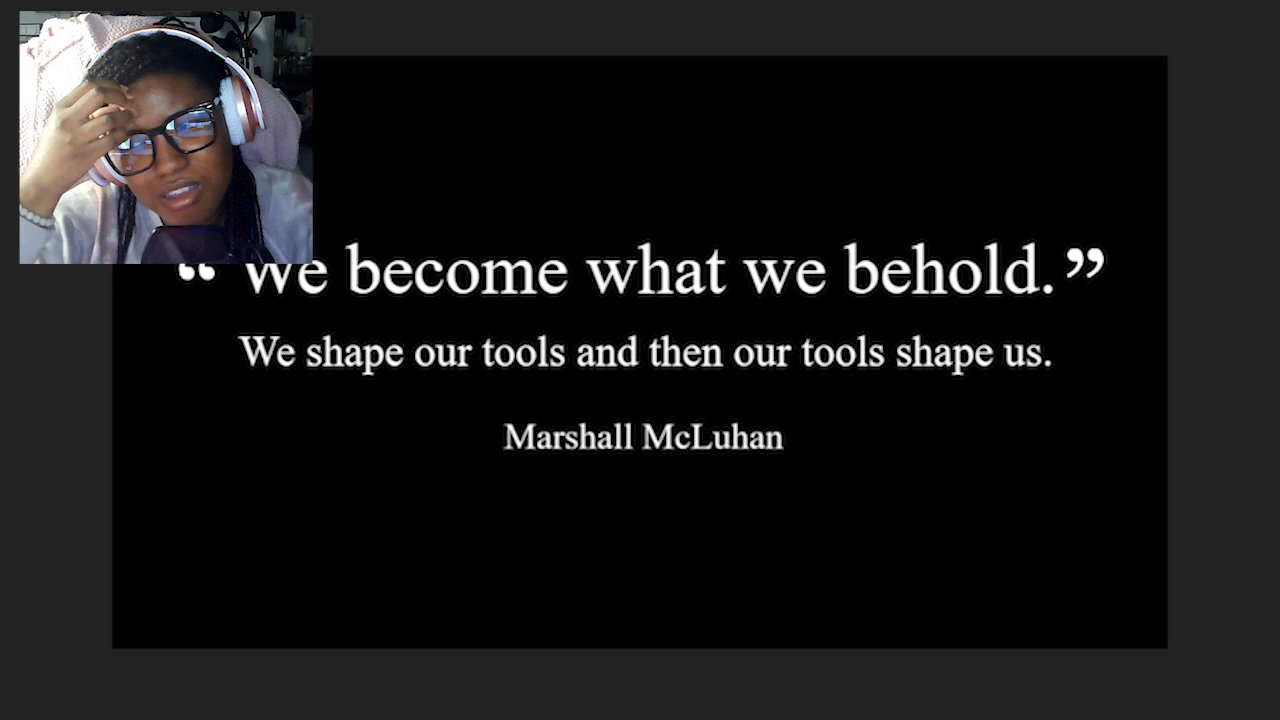 “ We become what we behold.”
We shape our tools and then our tools shape us.
Marshall McLuhan